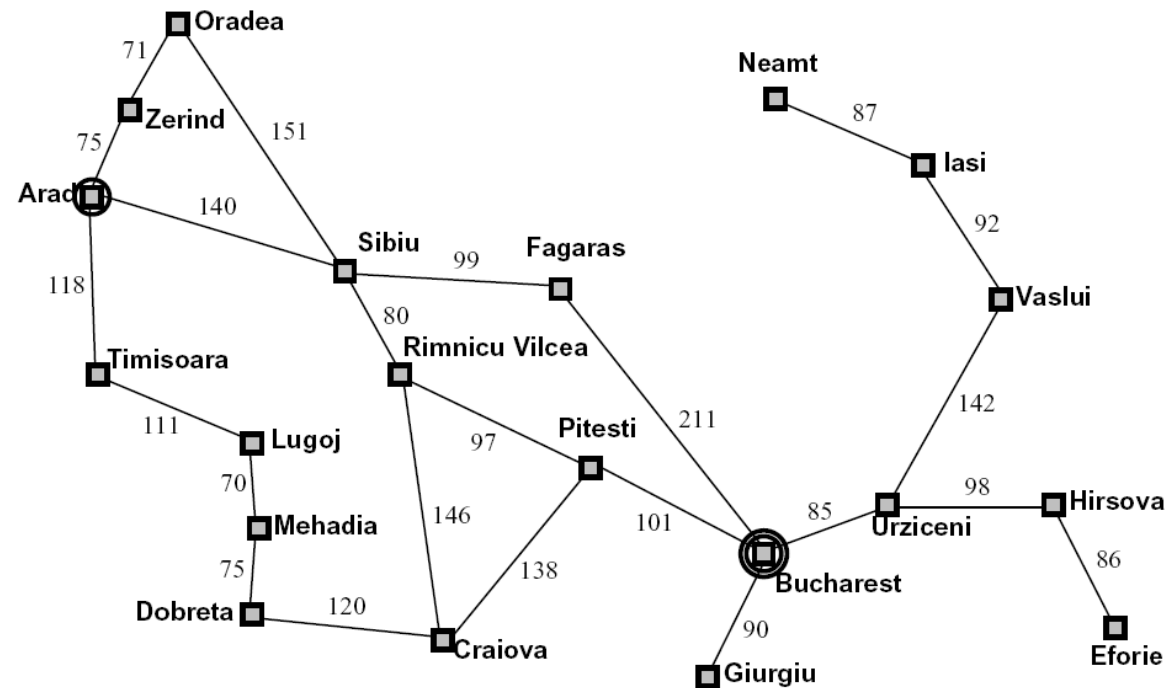 Oradea
71
Neamt
Zerind
87
151
75
Iasi
Arad
140
Sibiu
92
Fagaras
99
118
Vaslui
80
Rimnicu Vilcea
Timisoara
142
111
211
Pitesti
Lugoj
97
70
98
Hirsova
146
85
Mehadia
101
Urziceni
86
138
75
Bucharest
Dobreta
120
90
Craiova
Eforie
Giurgiu